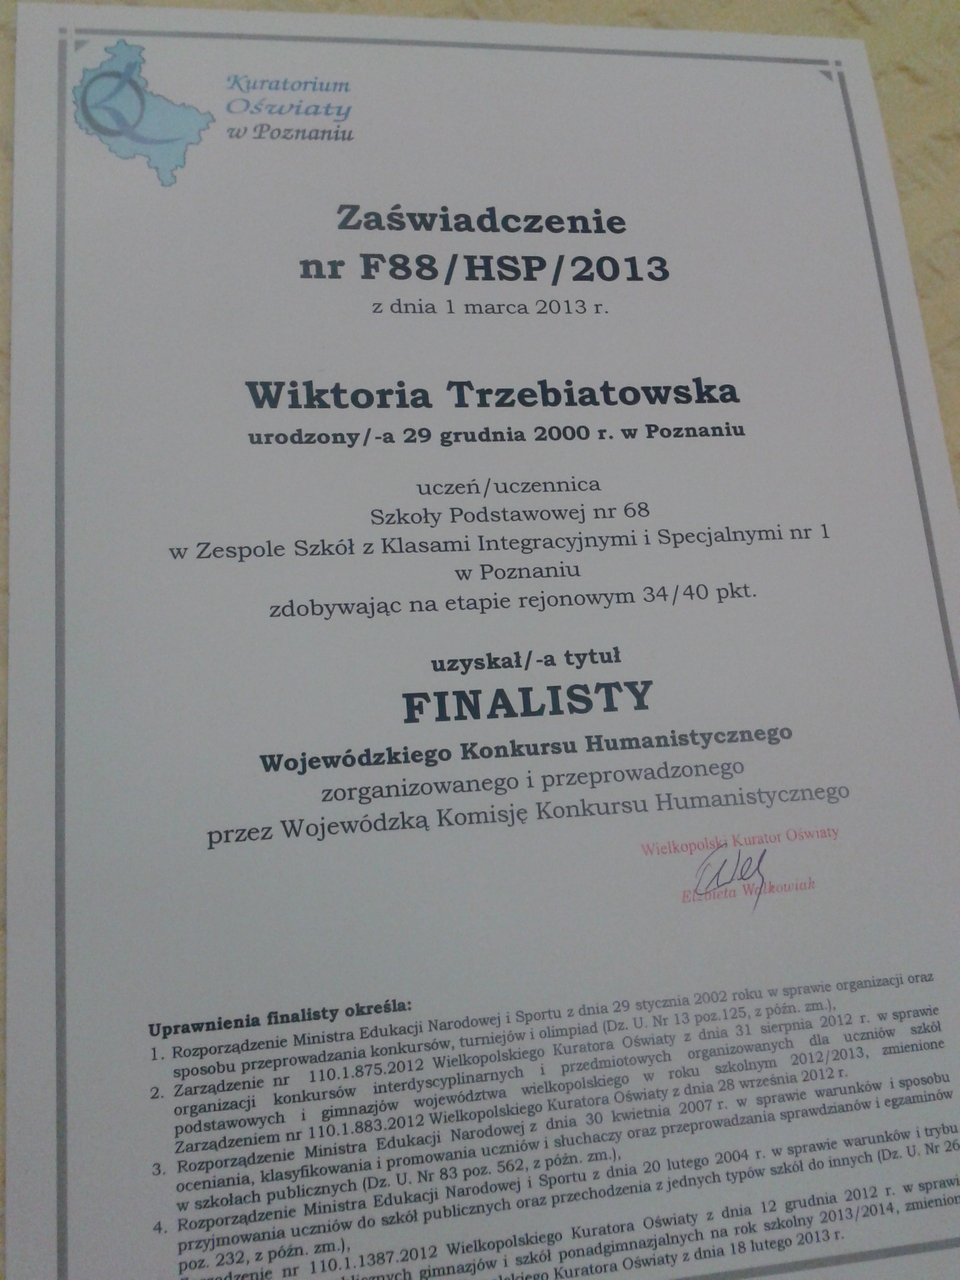 Kuratorium
Oświaty
w Poznaniu
Zaświadczenie
nr F88/HSP/2013
z dnia 1 marca 2013 r.
Wiktoria Trzebiatowska
urodzony/-a 29 grudnia 2000 r. w Poznaniu
uczeń/uczennica
Szkoły Podstawowej nr 68
w Zespole Szkół z Klasami Integracyjnymi i Specjalnymi nr 1
w Poznaniu
zdobywając na etapie rejonowym 34/40 pkt.
uzyskał/-a tytuł
FINALISTY
Wojewódzkiego Konkursu Humanistycznego
zorganizowanego i przeprowadzonego
przez Wojewódzką Komisję Konkursu Humanistycznego
Wielkopolski Kurator Oświaty
Elżbieta Walkowiak
Uprawnienia finalisty określa:
1. Rozporządzenie Ministra Edukacji Narodowej i Sportu z dnia 29 stycznia 2002 roku w sprawie organizacji oraz
sposobu przeprowadzania konkursów, turniejów i olimpiad (Dz. U. Nr 13 poz.125, z późn. zm.),
2. Zarządzenie nr 110.1.875.2012 Wielkopolskiego Kuratora Oświaty z dnia 31 sierpnia 2012 r. w sprawie
organizacji konkursów interdyscyplinarnych i przedmiotowych organizowanych dla uczniów szkół
podstawowych i gimnazjów województwa wielkopolskiego w roku szkolnym 2012/2013, zmienione
Zarządzeniem nr 110.1.883.2012 Wielkopolskiego Kuratora Oświaty z dnia 28 września 2012 r.
3. Rozporządzenie Ministra Edukacji Narodowej z dnia 30 kwietnia 2007 r. w sprawie warunków i sposobu
oceniania, klasyfikowania i promowania uczniów i słuchaczy oraz przeprowadzania sprawdzianów i egzaminów
w szkołach publicznych (Dz. U. Nr 83 poz. 562, z późn. zm.),
4. Rozporządzenie Ministra Edukacji Narodowej i Sportu z dnia 20 lutego 2004 r. w sprawie warunków i trybu
przyjmowania uczniów do szkół publicznych oraz przechodzenia z jednych typów szkół do innych (Dz. U. Nr 26
poz. 232, z późn. zm.),
nr 110.1.1387.2012 Wielkopolskiego Kuratora Oświaty z dnia 12 grudnia 2012 r. w
gimnazjów i szkół ponadgimnazjalnych na rok szkolny 2013/2014,
Kuratora Oświaty z dnia 18 lutego 2013 r.